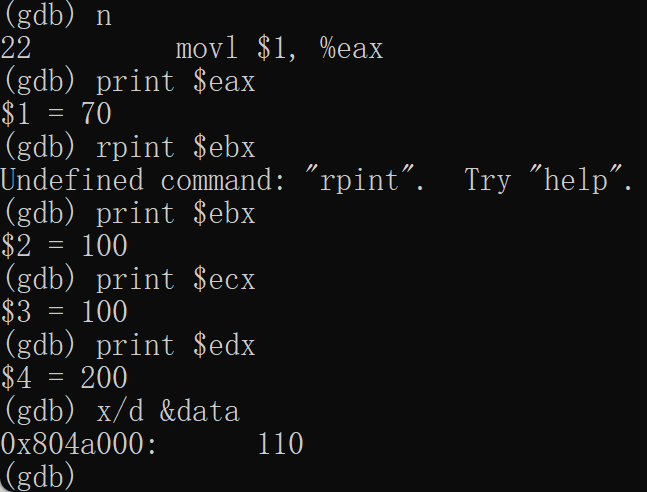 (gdb) n
22         movl $1, %eax
(gdb) print $eax
$1 = 70
(gdb) rpint $ebx
Undefined command: "rpint".  Try "help".
(gdb) print $ebx
$2 = 100
(gdb) print $ecx
$3 = 100
(gdb) print $edx
$4 = 200
(gdb) x/d &data
0x804a000:      110
(gdb)